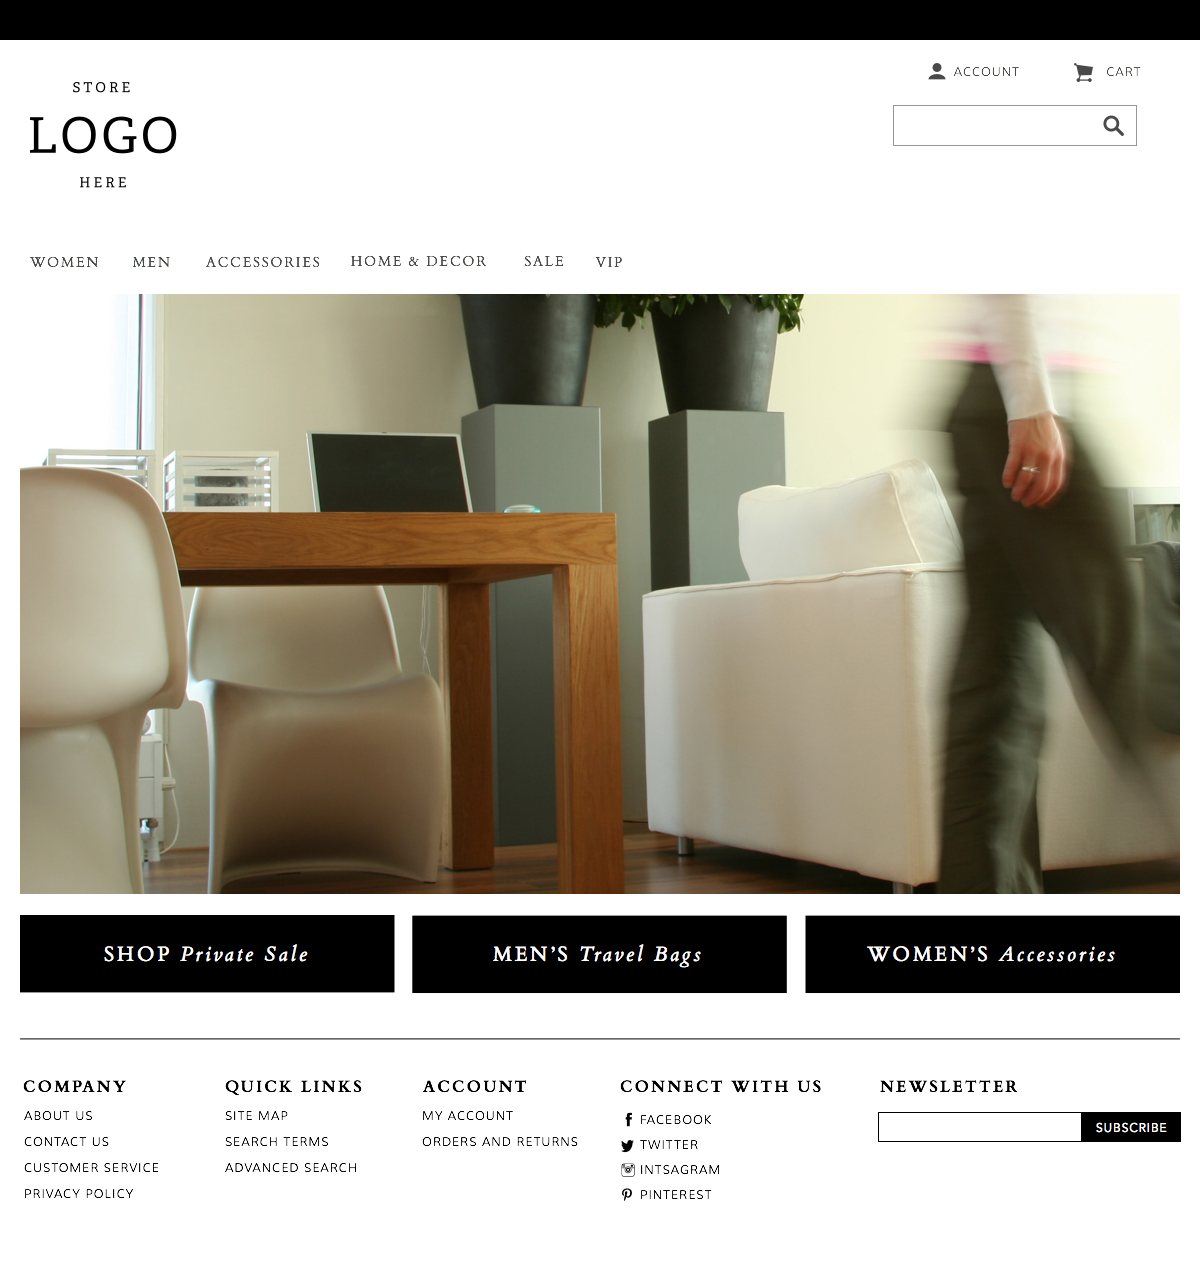 ACCOUNT
CART
STORE
LOGO
HERE
WOMEN MEN ACCESSORIES HOME & DECOR SALE VIP
SHOP Private Sale
MEN'S Travel Bags
WOMEN'S Accessories
COMPANY
ABOUT US
CONTACT US
CUSTOMER SERVICE
PRIVACY POLICY
QUICK LINKS
SITE MAP
SEARCH TERMS
ADVANCED SEARCH
ACCOUNT
MY ACCOUNT
ORDERS AND RETURNS
CONNECT WITH US
FACEBOOK
TWITTER
INTSAGRAM
PINTEREST
NEWSLETTER
SUBSCRIBE